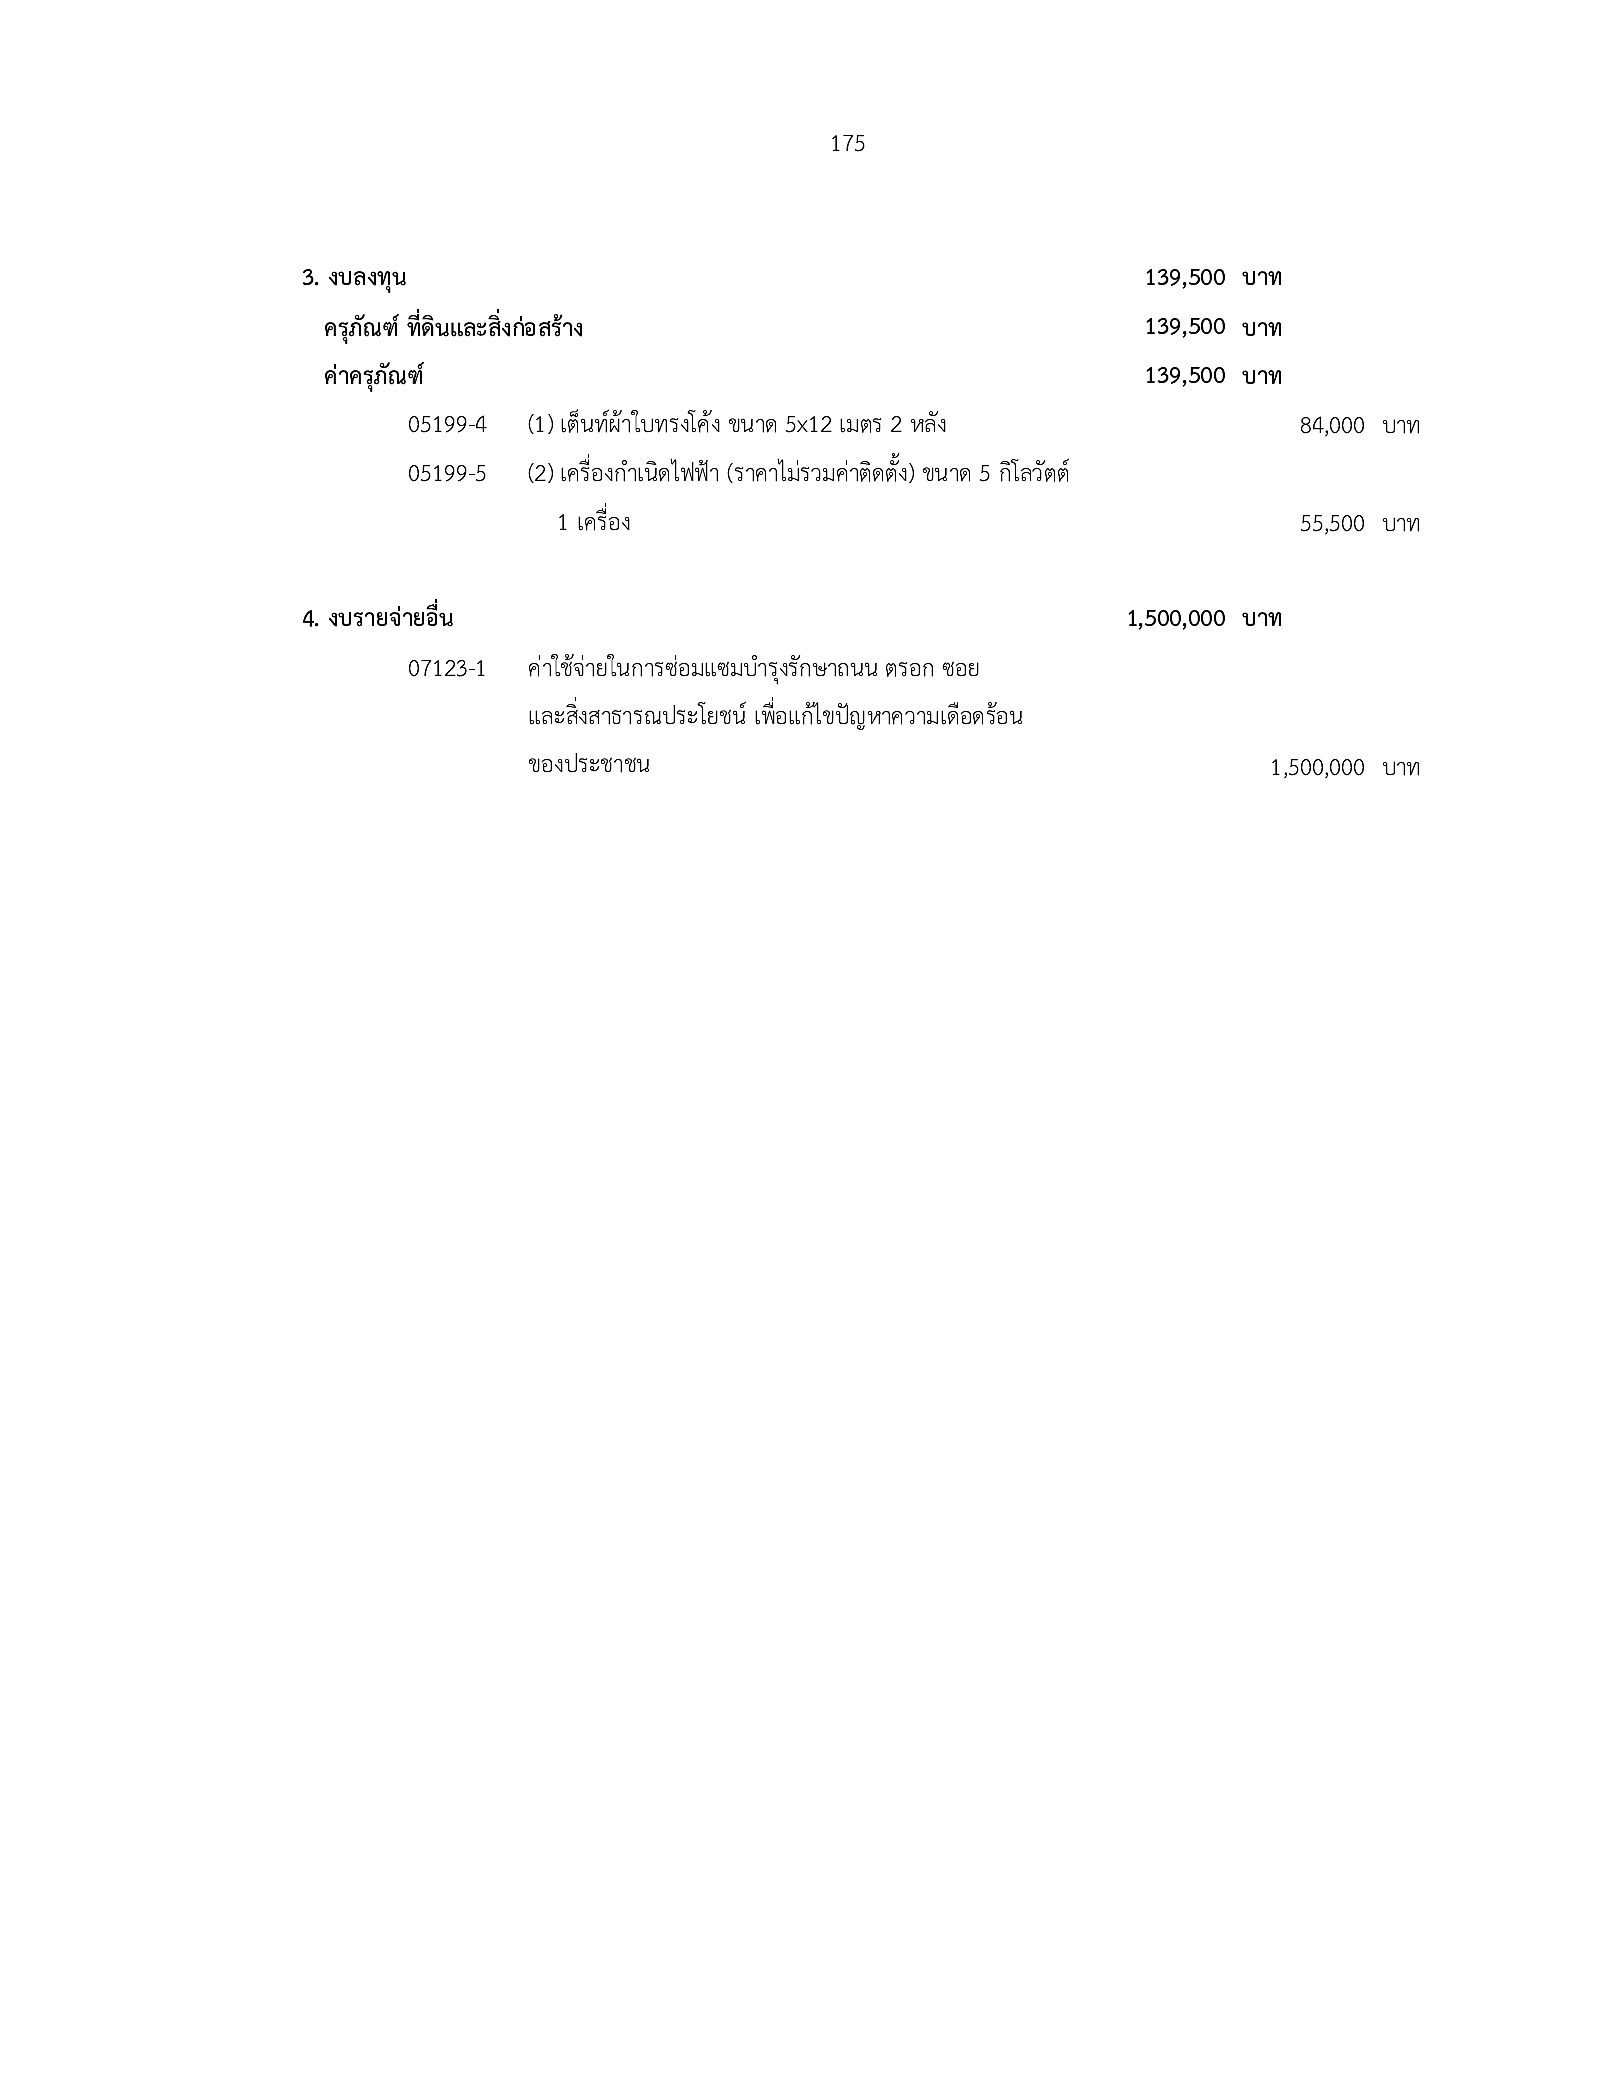 175
3. งบลงทุน 139,500 บาท
ครุภัณฑ์ ที่ดินและสิ่งก่อสร้าง 139,500 บาท
ค่าครุภัณฑ์ 139,500 บาท
05199-4 (1) เต็นท์ผ้าใบทรงโค้ง ขนาด 5x12 เมตร 2 หลัง 84,000 บาท
05199-5 (2) เครื่องกำเนิดไฟฟ้า (ราคาไม่รวมค่าติดตั้ง) ขนาด 5 กิโลวัตต์
1 เครื่อง 55,500 บาท
4. งบรายจ่ายอื่น 1,500,000 บาท
07123-1 ค่าใช้จ่ายในการซ่อมแซมบำรุงรักษาถนน ตรอก ซอย
และสิ่งสาธารณประโยชน์ เพื่อแก้ไขปัญหาความเดือดร้อน
ของประชาชน 1,500,000 บาท